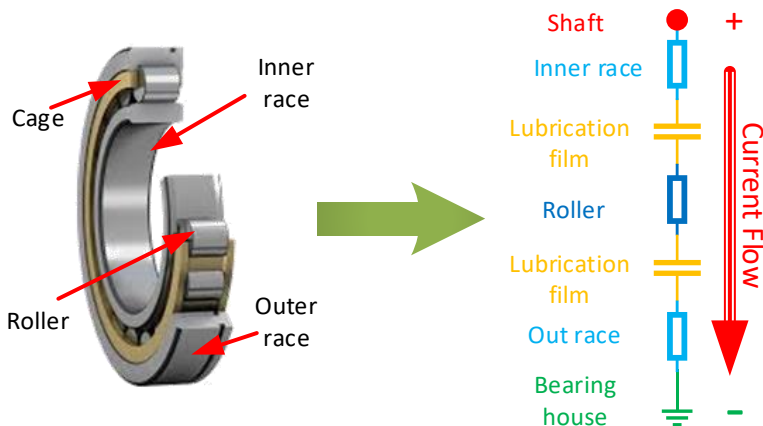 Cage
Inner
race
Roller
Outer
race
Shaft
+
Inner race
Lubrication
film
Roller
Lubrication
film
Out race
Bearing
house
-
Current Flow